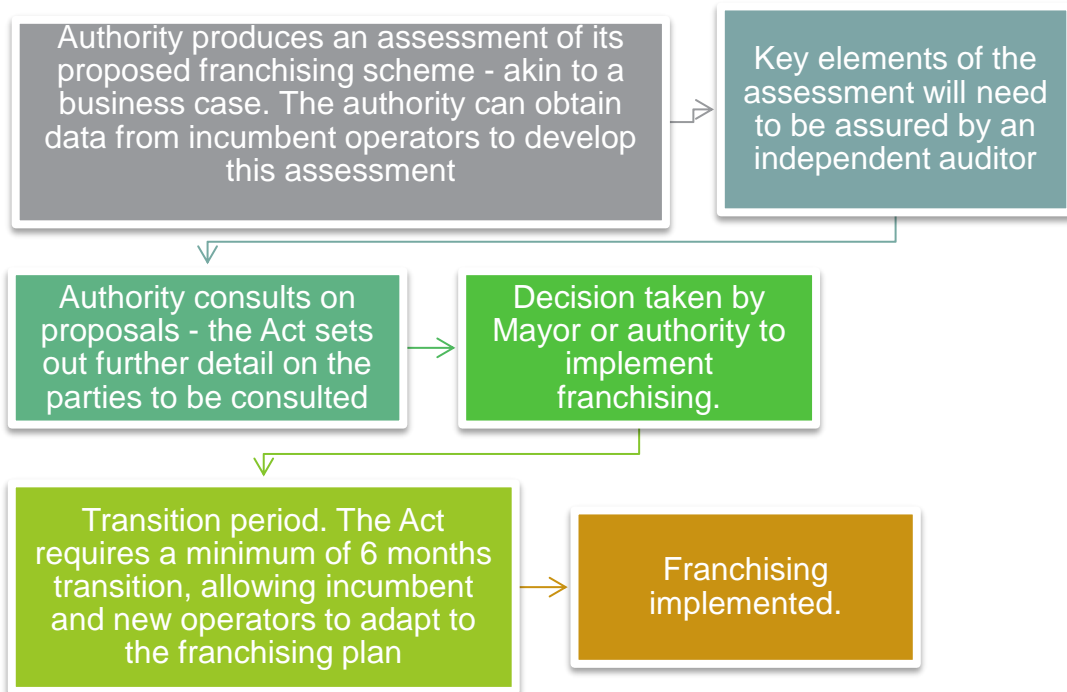 Authority produces an assessment of its
proposed franchising scheme - akin to a
business case. The authority can obtain
data from incumbent operators to develop
this assessment
Key elements of the
assessment will need
to be assured by an
independent auditor
Authority consults on
proposals - the Act sets
out further detail on the
parties to be consulted
Decision taken by
Mayor or authority to
implement
franchising.
Transition period. The Act
requires a minimum of 6 months
transition, allowing incumbent
and new operators to adapt to
the franchising plan
Franchising
implemented.